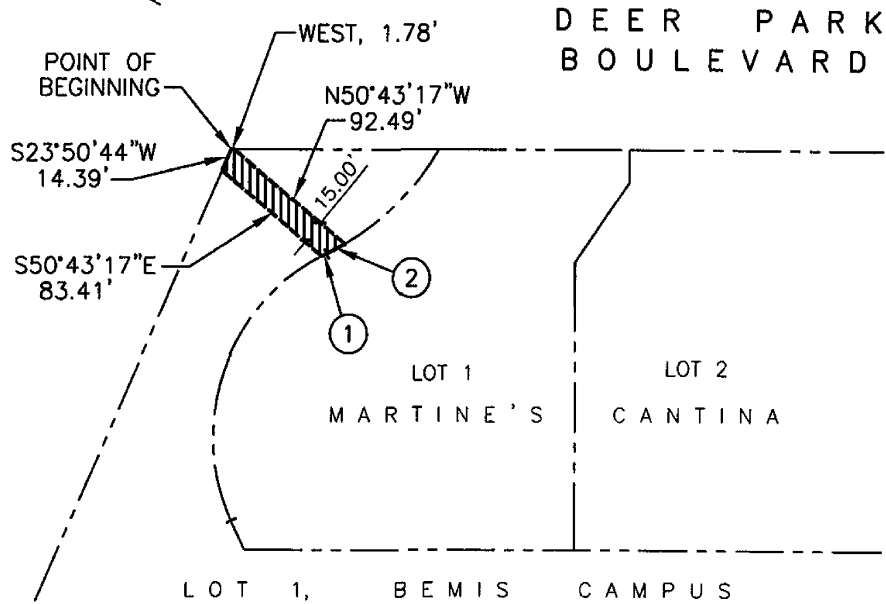 DEER PARK
BOULEVARD
WEST, 1.78'
POINT OF
BEGINNING
N50°43'17"W
92.49'
S23°50'44"W
14.39'
15.00'
S50°43'17"E
83.41'
2
1
LOT 1
LOT 2
MARTINE'S CANTINA
LOT 1, BEMIS CAMPUS